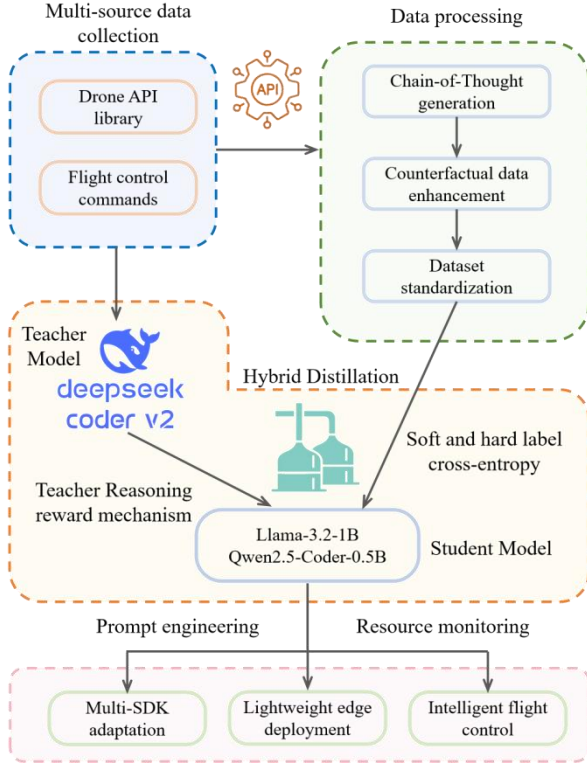 Multi-source data
collection
Drone API
library
Flight control
commands
API
Data processing
Chain-of-Thought
generation
Counterfactual data
enhancement
Dataset
standardization
Teacher
Model
deepseek
coder v2
Hybrid Distillation
Soft and hard label
cross-entropy
Teacher Reasoning
reward mechanism
Llama-3.2-1B
Qwen2.5-Coder-0.5B
Student Model
Prompt engineering
Resource monitoring
Multi-SDK
adaptation
Lightweight edge
deployment
Intelligent flight
control